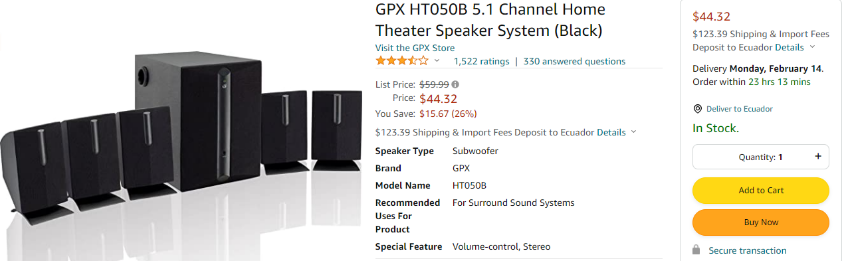 GPX HT050B 5.1 Channel Home
Theater Speaker System (Black)
Visit the GPX Store
1,522 ratings | 330 answered questions
List Price: $59.99
Price: $44.32
You Save: $15.67 (26%)
$123.39 Shipping & Import Fees Deposit to Ecuador Details
Speaker Type Subwoofer
Brand GPX
Model Name HT050B
Recommended For Surround Sound Systems
Uses For
Product
Special Feature Volume-control, Stereo
$44.32
$123.39 Shipping & Import Fees
Deposit to Ecuador Details
Delivery Monday, February 14.
Order within 23 hrs 13 mins
Deliver to Ecuador
In Stock.
Quantity: 1 +
Add to Cart
Buy Now
Secure transaction